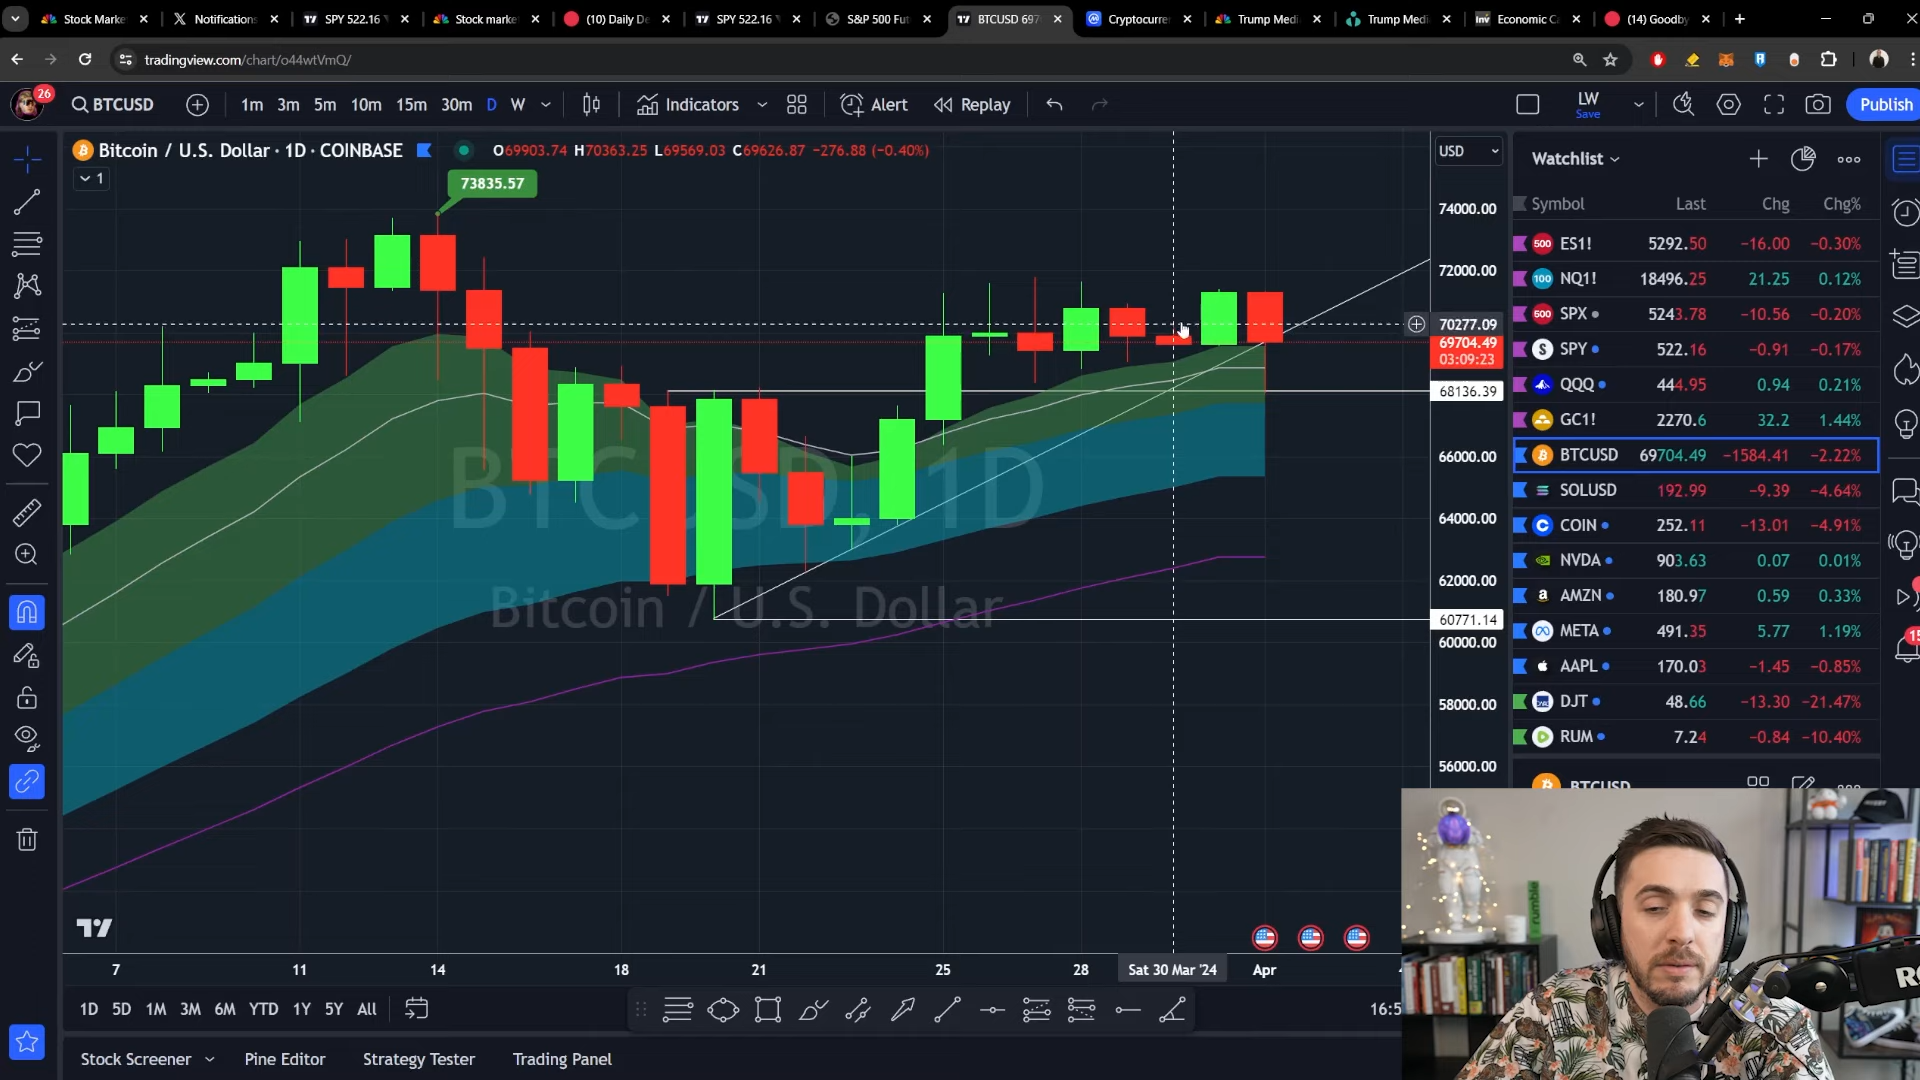 Stock Market
Notifications
SPY 522.16
Stock market
(10) Daily De
SPY 522.16
S&P 500 Fut
BTCUSD 697
Cryptocurre
Trump Medi
Trump Medi
Economic Ca
(14) Goodby
tradingview.com/chart/o44wtVmQ/
26
BTCUSD
1m 3m 5m 10m 15m 30m D W
Indicators
Alert
Replay
LW
Save
Publish
Bitcoin / U.S. Dollar · 1D · COINBASE
O69903.74 H70363.25 L69569.03 C69626.87 −276.88 (−0.40%)
1
73835.57
USD
74000.00
72000.00
70277.09
69704.49
03:09:23
68136.39
66000.00
64000.00
62000.00
60771.14
60000.00
58000.00
56000.00
BTCUSD, 1D
Bitcoin / U.S. Dollar
7 11 14 18 21 25 28 Sat 30 Mar '24 Apr
1D 5D 1M 3M 6M YTD 1Y 5Y All
16:5
Stock Screener
Pine Editor
Strategy Tester
Trading Panel
Watchlist
Symbol Last Chg Chg%
500 ES1! 5292.50 −16.00 −0.30%
100 NQ1! 18496.25 21.25 0.12%
500 SPX 5243.78 −10.56 −0.20%
S SPY 522.16 −0.91 −0.17%
QQQ 444.95 0.94 0.21%
GC1! 2270.6 32.2 1.44%
BTCUSD 69704.49 −1584.41 −2.22%
SOLUSD 192.99 −9.39 −4.64%
COIN 252.11 −13.01 −4.91%
NVDA 903.63 0.07 0.01%
AMZN 180.97 0.59 0.33%
META 491.35 5.77 1.19%
AAPL 170.03 −1.45 −0.85%
DJT 48.66 −13.30 −21.47%
RUM 7.24 −0.84 −10.40%
BTCUSD
15
rumble